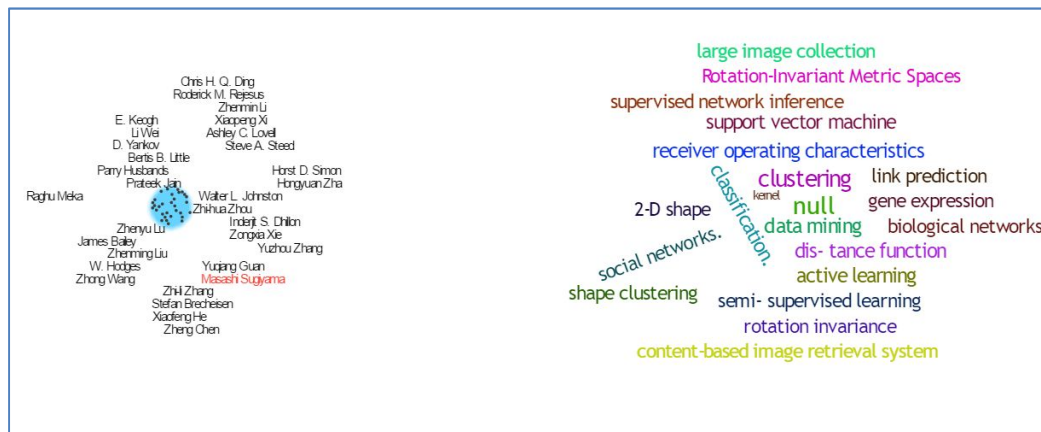 Chris H. Q. Ding
Roderick M. Rejesus
Zhenmin Li
E. Keogh
Xiaopeng Xi
Li Wei
Ashley C. Lovell
D. Yankov
Steve A. Steed
Bertis B. Little
Parry Husbands
Horst D. Simon
Prateek Jain
Hongyuan Zha
Raghu Meka
Walter L. Johnston
Zhi-hua Zhou
Inderjit S. Dhillon
Zhenyu Lu
Zongxia Xie
James Bailey
Yuzhou Zhang
Zhenming Liu
W. Hodges
Yuqiang Guan
Zhong Wang
Masashi Sugiyama
Zhi-li Zhang
Stefan Brecheisen
Xiaofeng He
Zheng Chen
large image collection
Rotation-Invariant Metric Spaces
supervised network inference
support vector machine
receiver operating characteristics
clustering
link prediction
classification.
kernel
null
gene expression
2-D shape
data mining
biological networks
social networks.
dis- tance function
active learning
shape clustering
semi- supervised learning
rotation invariance
content-based image retrieval system